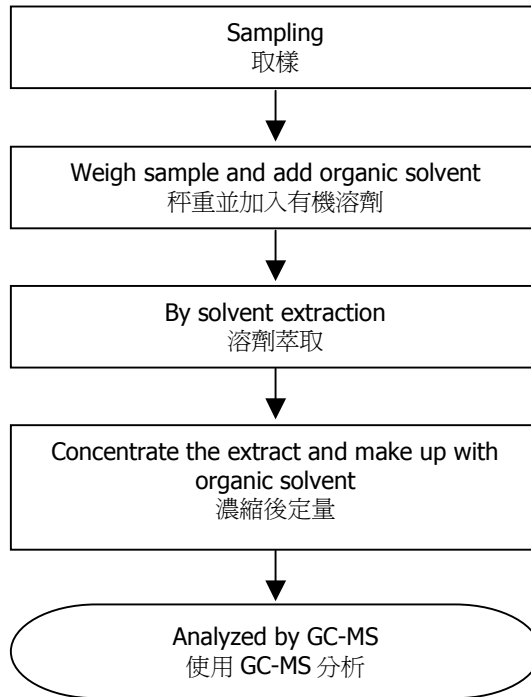 Sampling
取樣
Weigh sample and add organic solvent
秤重並加入有機溶劑
By solvent extraction
溶劑萃取
Concentrate the extract and make up with
organic solvent
濃縮後定量
Analyzed by GC-MS
使用 GC-MS 分析